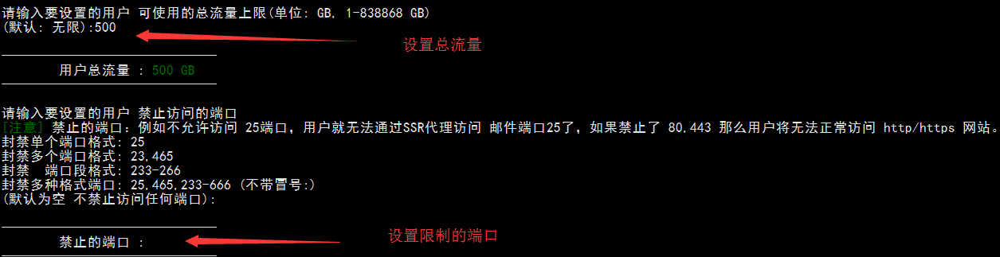 请输入要设置的用户 可使用的总流量上限(单位: GB, 1-838868 GB)
(默认: 无限):500
设置总流量
用户总流量 : 500 GB
请输入要设置的用户 禁止访问的端口
[注意] 禁止的端口：例如不允许访问 25端口，用户就无法通过SSR代理访问 邮件端口25了，如果禁止了 80,443 那么用户将无法正常访问 http/https 网站。
封禁单个端口格式: 25
封禁多个端口格式: 23,465
封禁 端口段格式: 233-266
封禁多种格式端口: 25,465,233-666 (不带冒号:)
(默认为空 不禁止访问任何端口):
设置限制的端口
禁止的端口 :